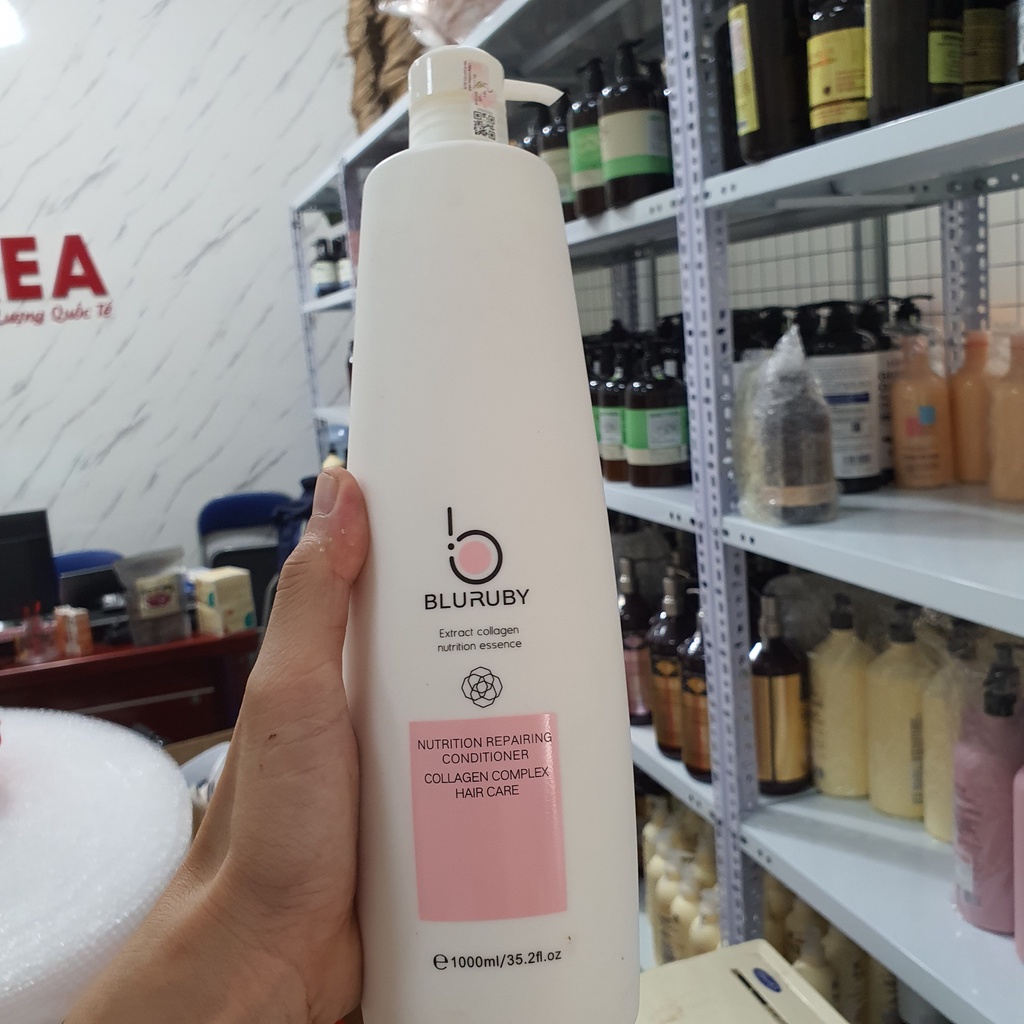 EA
Lượng Quốc Tế
BLURUBY
Extract collagen
nutrition essence
NUTRITION REPAIRING
CONDITIONER
COLLAGEN COMPLEX
HAIR CARE
℮1000ml/35.2fl.oz